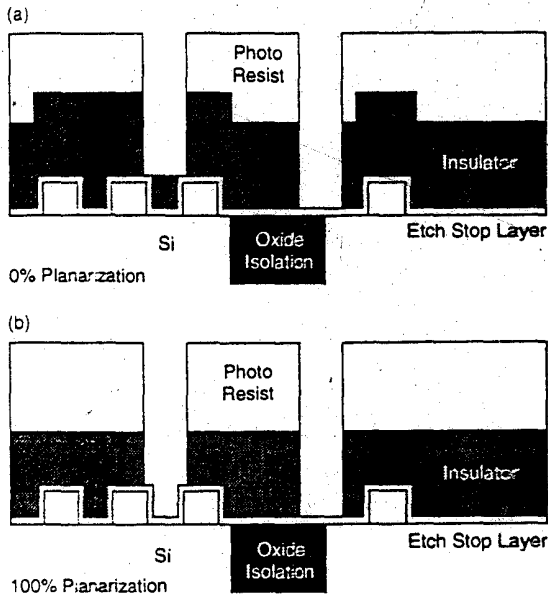 (a)
Photo
Resist
Insulator
Si
Oxide
Isolation
Etch Stop Layer
0% Planarization
(b)
Photo
Resist
Insulator
Si
Oxide
Isolation
Etch Stop Layer
100% Planarization